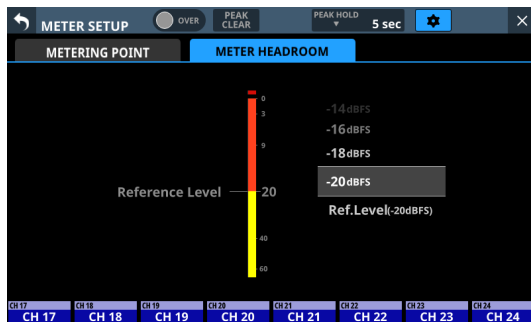 METER SETUP
OVER
PEAK
CLEAR
PEAK HOLD
▼
5 sec
METERING POINT
METER HEADROOM
0
3
9
20
40
60
Reference Level
-14dBFS
-16dBFS
-18dBFS
-20dBFS
Ref.Level(-20dBFS)
CH 17 CH 18 CH 19 CH 20 CH 21 CH 22 CH 23 CH 24
CH 17 CH 18 CH 19 CH 20 CH 21 CH 22 CH 23 CH 24